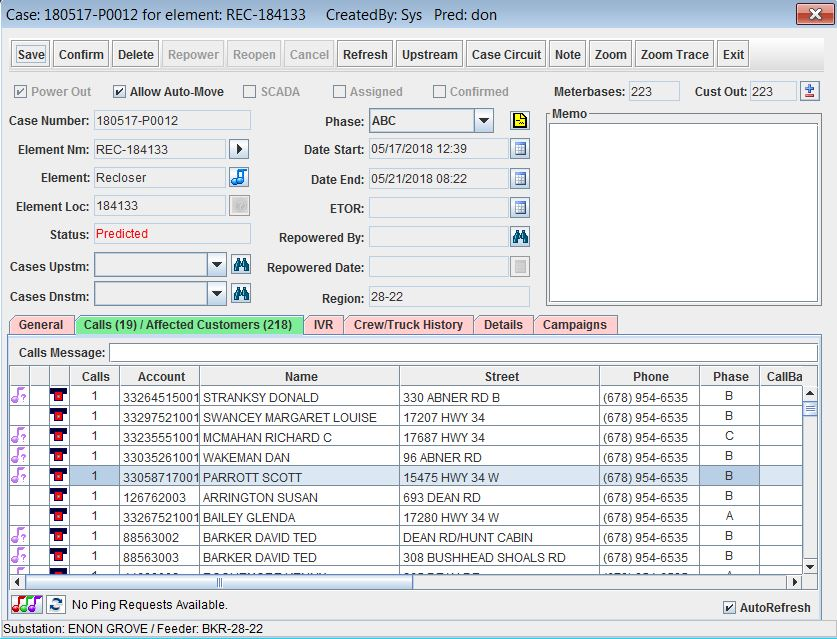 Case: 180517-P0012 for element: REC-184133 CreatedBy: Sys Pred: don
Save Confirm Delete Repower Reopen Cancel Refresh Upstream Case Circuit Note Zoom Zoom Trace Exit
Power Out Allow Auto-Move SCADA Assigned Confirmed Meterbases: 223 Cust Out: 223
Case Number: 180517-P0012 Phase: ABC Memo
Element Nm: REC-184133 Date Start: 05/17/2018 12:39
Element: Recloser Date End: 05/21/2018 08:22
Element Loc: 184133 ETOR:
Status: Predicted Repowered By:
Cases Upstm: Repowered Date:
Cases Dnstm: Region: 28-22
General Calls (19) / Affected Customers (218) IVR Crew/Truck History Details Campaigns
Calls Message:
Calls Account Name Street Phone Phase CallBa
1 33264515001 STRANKSY DONALD 330 ABNER RD B (678) 954-6535 B
1 33297521001 SWANCEY MARGARET LOUISE 17207 HWY 34 (678) 954-6535 B
1 33235551001 MCMAHAN RICHARD C 17687 HWY 34 (678) 954-6535 C
1 33035261001 WAKEMAN DAN 96 ABNER RD (678) 954-6535 B
1 33058717001 PARROTT SCOTT 15475 HWY 34 W (678) 954-6535 B
1 126762003 ARRINGTON SUSAN 693 DEAN RD (678) 954-6535 B
1 33267521001 BAILEY GLENDA 17280 HWY 34 W (678) 954-6535 A
1 88563002 BARKER DAVID TED DEAN RD/HUNT CABIN (678) 954-6535 B
1 88563003 BARKER DAVID TED 308 BUSHHEAD SHOALS RD (678) 954-6535 B
No Ping Requests Available. AutoRefresh
Substation: ENON GROVE / Feeder: BKR-28-22